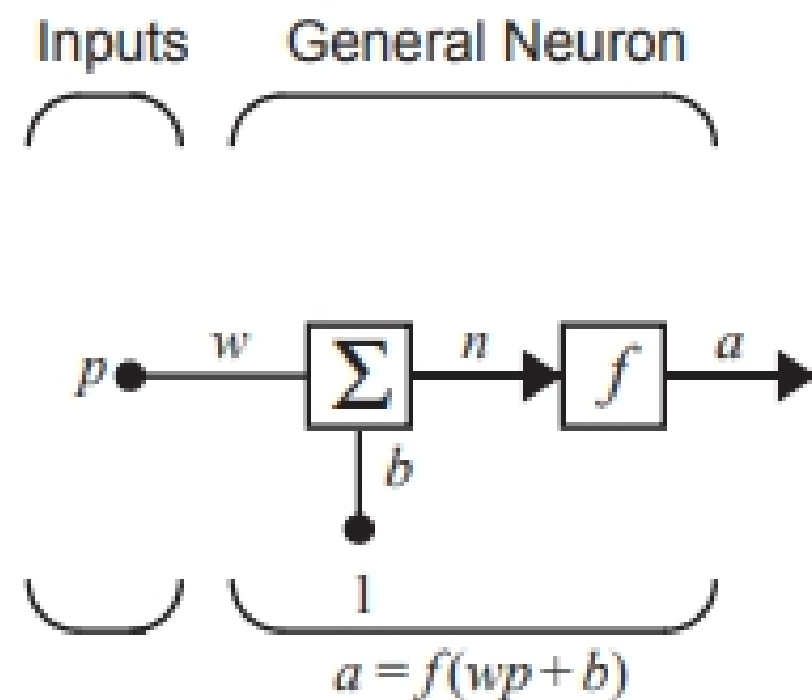 Inputs General Neuron
p w Σ n f a
b
1
a = f(wp + b)